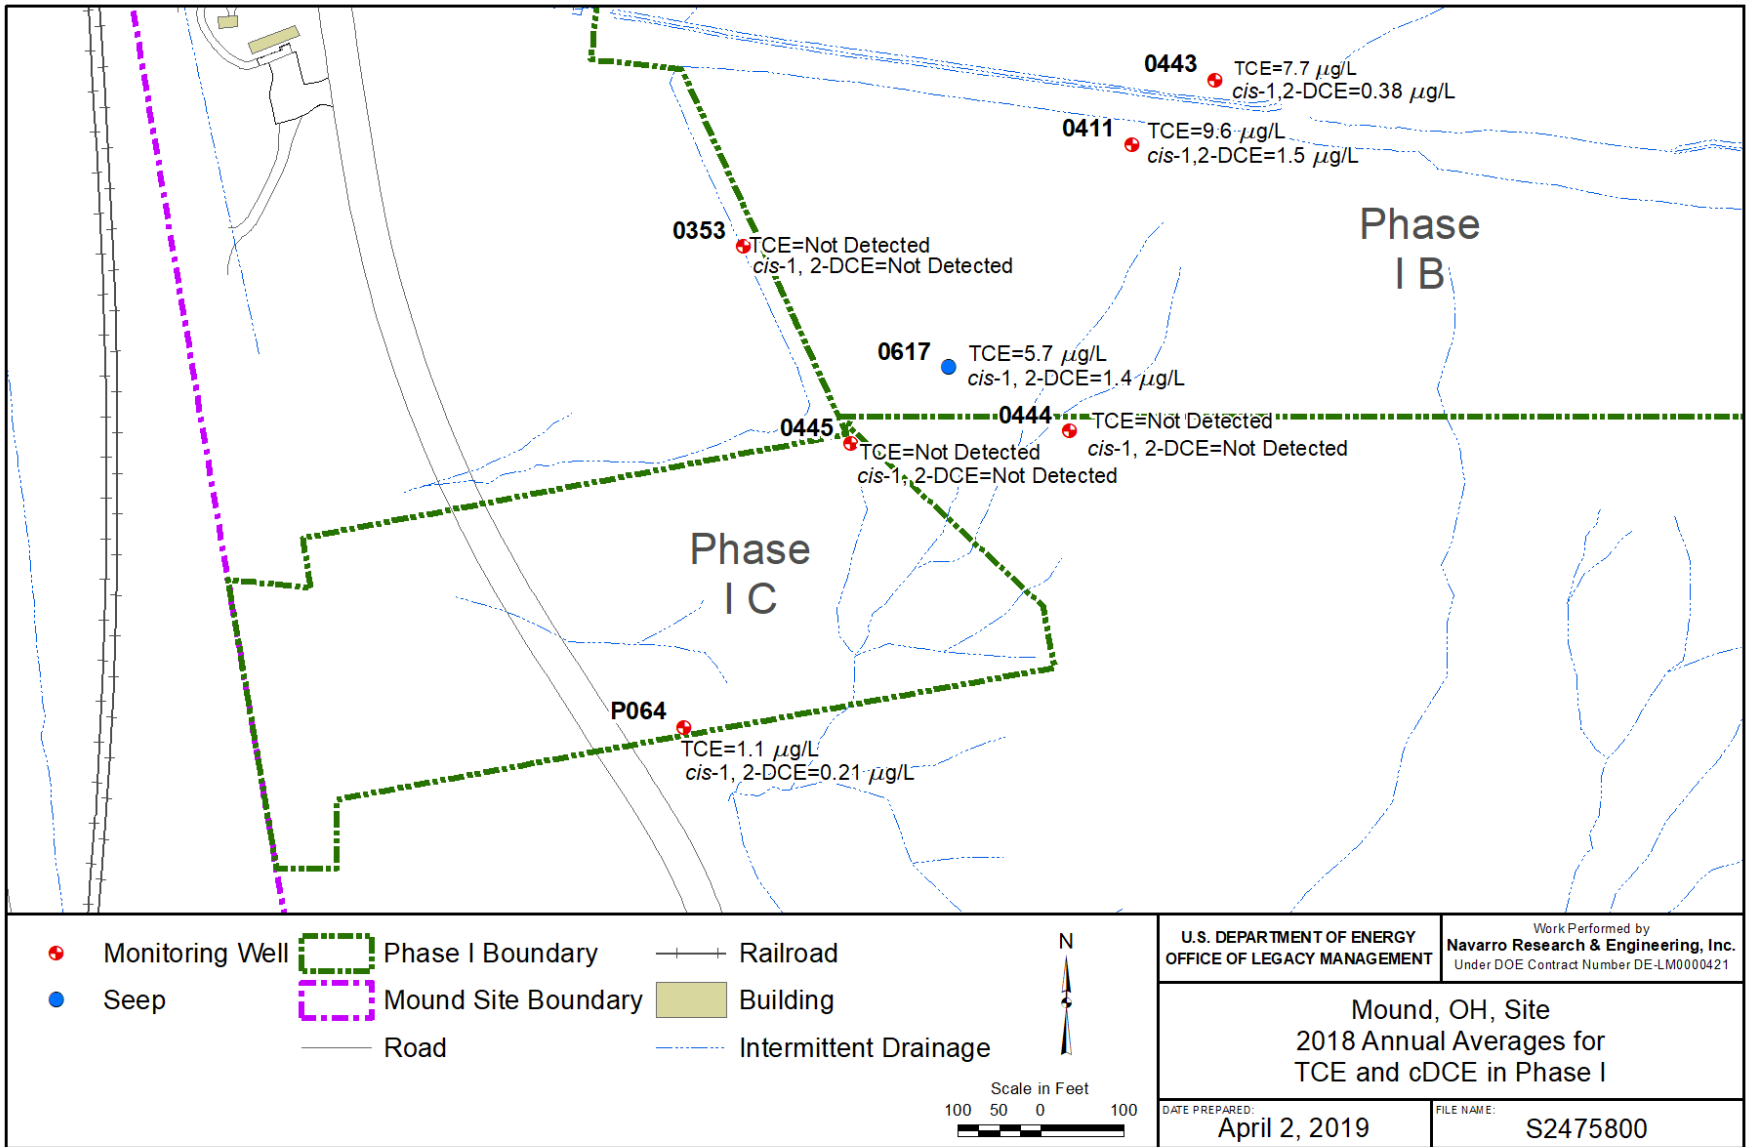 0443
TCE=7.7 µg/L
cis-1,2-DCE=0.38 µg/L
0411
TCE=9.6 µg/L
cis-1,2-DCE=1.5 µg/L
Phase
I B
0353
TCE=Not Detected
cis-1, 2-DCE=Not Detected
0617
TCE=5.7 µg/L
cis-1, 2-DCE=1.4 µg/L
0444
TCE=Not Detected
cis-1, 2-DCE=Not Detected
0445
TCE=Not Detected
cis-1, 2-DCE=Not Detected
Phase
I C
P064
TCE=1.1 µg/L
cis-1, 2-DCE=0.21 µg/L
Monitoring Well
Seep
Phase I Boundary
Mound Site Boundary
Road
Railroad
Building
Intermittent Drainage
N
Scale in Feet
100 50 0 100
U.S. DEPARTMENT OF ENERGY
OFFICE OF LEGACY MANAGEMENT
Work Performed by
Navarro Research & Engineering, Inc.
Under DOE Contract Number DE-LM0000421
Mound, OH, Site
2018 Annual Averages for
TCE and cDCE in Phase I
DATE PREPARED:
April 2, 2019
FILE NAME:
S2475800